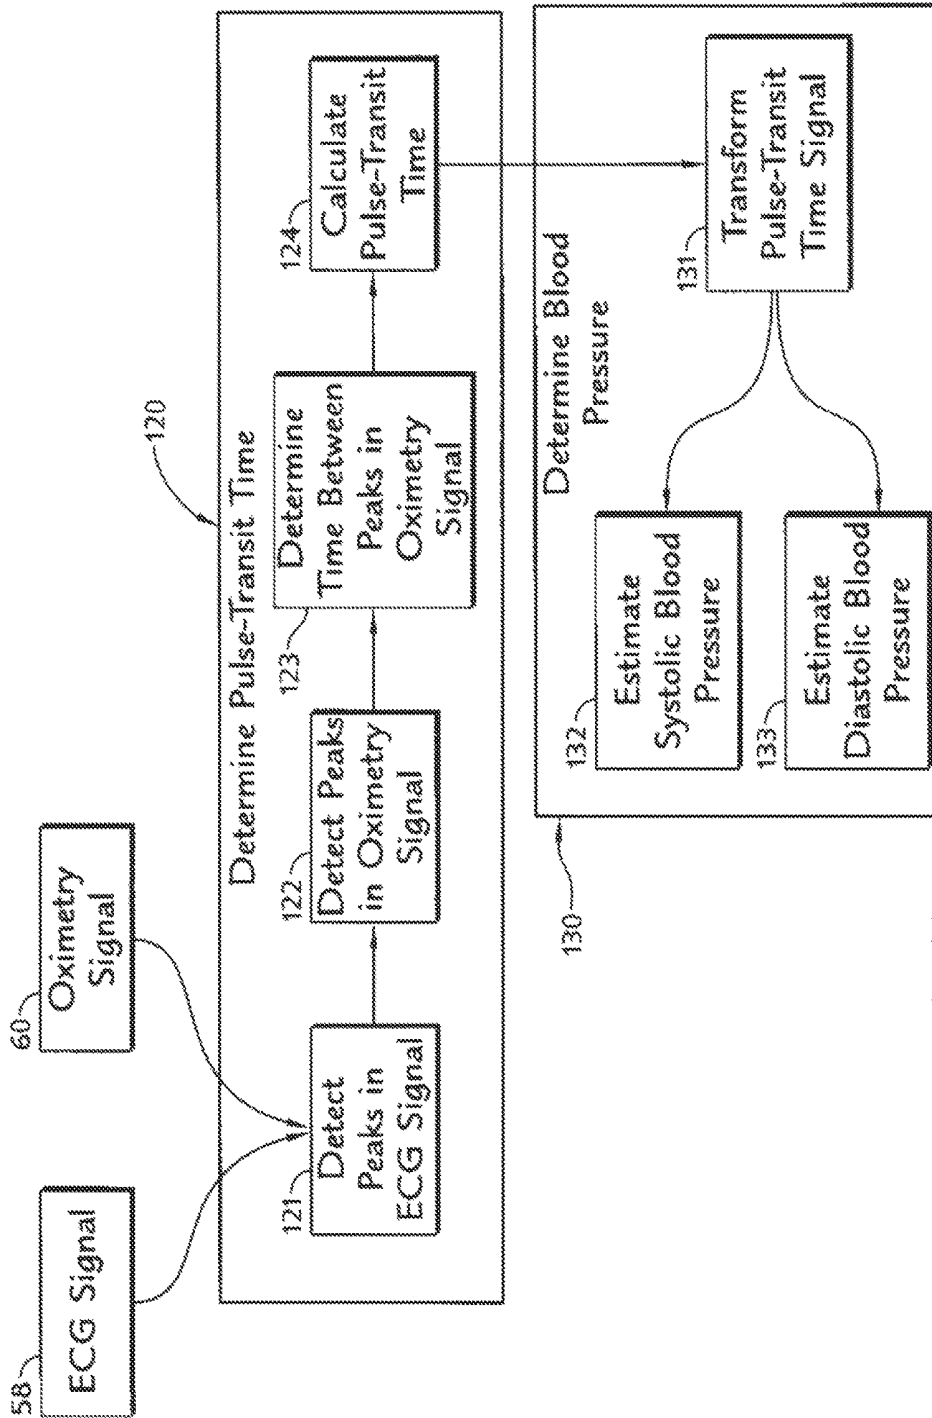 58
ECG Signal
60
Oximetry
Signal
120
Determine Pulse-Transit Time
121
Detect
Peaks in
ECG Signal
122
Detect Peaks
in Oximetry
Signal
123
Determine
Time Between
Peaks in
Oximetry
Signal
124
Calculate
Pulse-Transit
Time
130
Determine Blood
Pressure
131
Transform
Pulse-Transit
Time Signal
132
Estimate
Systolic Blood
Pressure
133
Estimate
Diastolic Blood
Pressure